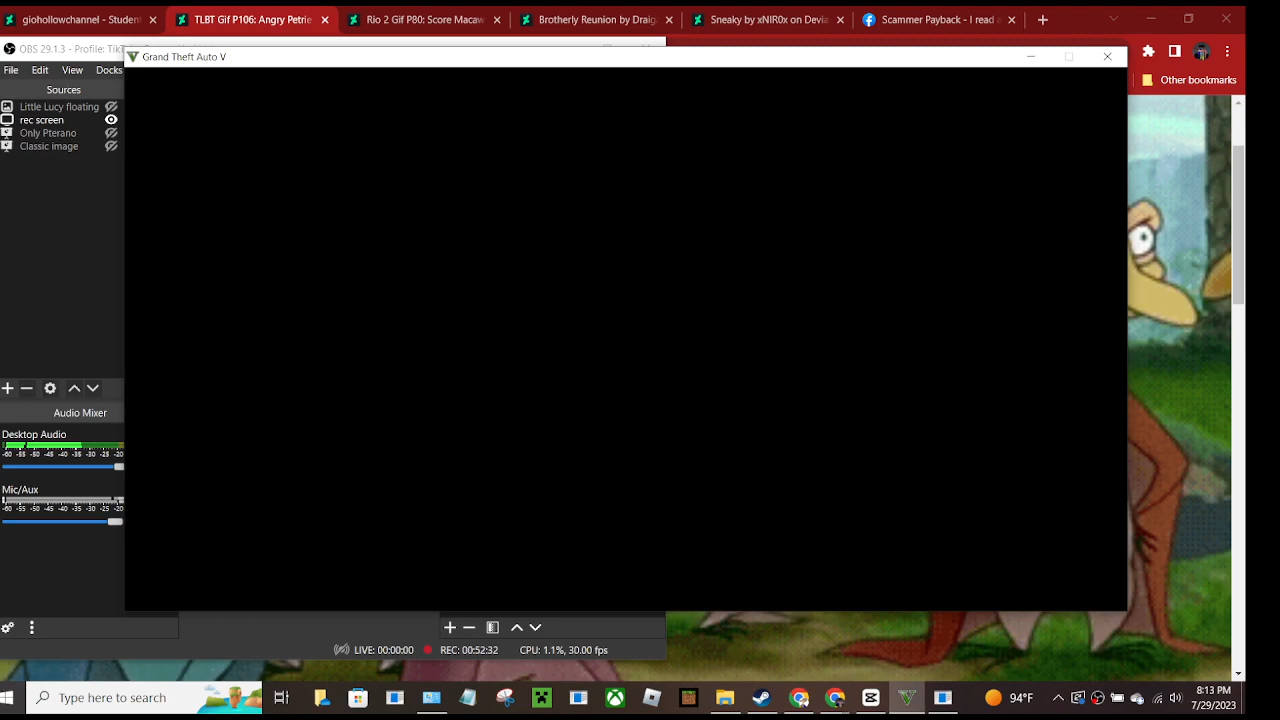 giohollowchannel - Student
TLBT Gif P106: Angry Petrie
Rio 2 Gif P80: Score Macaw
Brotherly Reunion by Draig
Sneaky by xNIR0x on Devia
Scammer Payback - I read a
OBS 29.1.3 - Profile: TikT
Grand Theft Auto V
File Edit View Docks
Other bookmarks
Sources
Little Lucy floating
rec screen
Only Pterano
Classic image
Audio Mixer
Desktop Audio
-60 -55 -50 -45 -40 -35 -30 -25 -20
Mic/Aux
-60 -55 -50 -45 -40 -35 -30 -25 -20
LIVE: 00:00:00 REC: 00:52:32 CPU: 1.1%, 30.00 fps
Type here to search
94°F
8:13 PM
7/29/2023